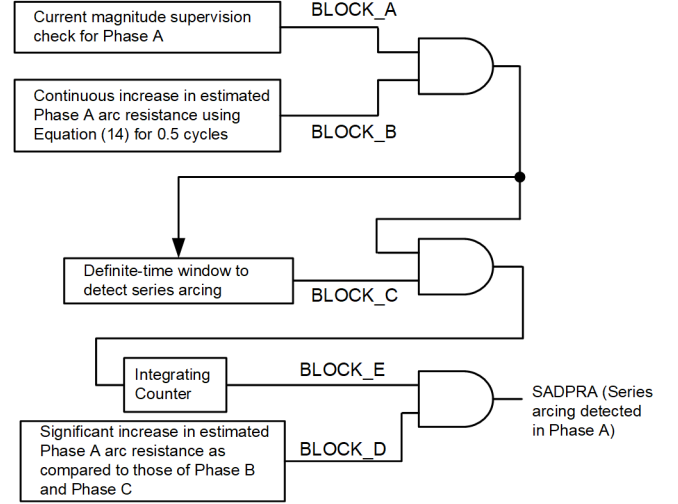 Current magnitude supervision
check for Phase A
BLOCK_A
Continuous increase in estimated
Phase A arc resistance using
Equation (14) for 0.5 cycles
BLOCK_B
Definite-time window to
detect series arcing
BLOCK_C
Integrating
Counter
BLOCK_E
SADPRA (Series
arcing detected
in Phase A)
Significant increase in estimated
Phase A arc resistance as
compared to those of Phase B
and Phase C
BLOCK_D